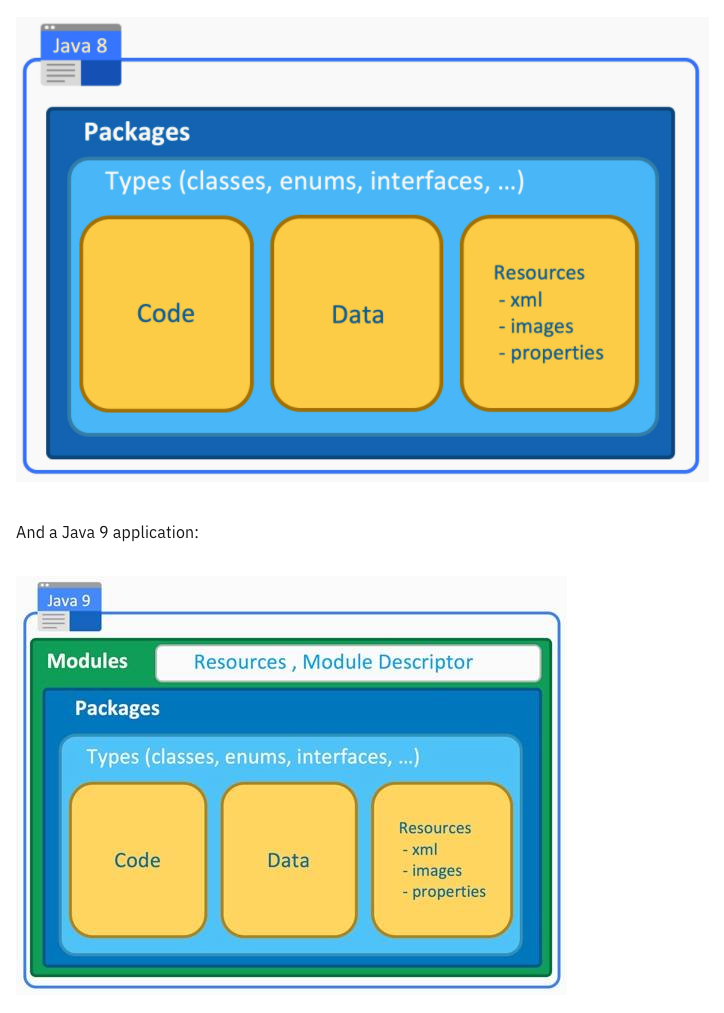 Java 8
Packages
Types (classes, enums, interfaces, ...)
Code
Data
Resources
- xml
- images
- properties
And a Java 9 application:
Java 9
Modules
Resources , Module Descriptor
Packages
Types (classes, enums, interfaces, ...)
Code
Data
Resources
- xml
- images
- properties